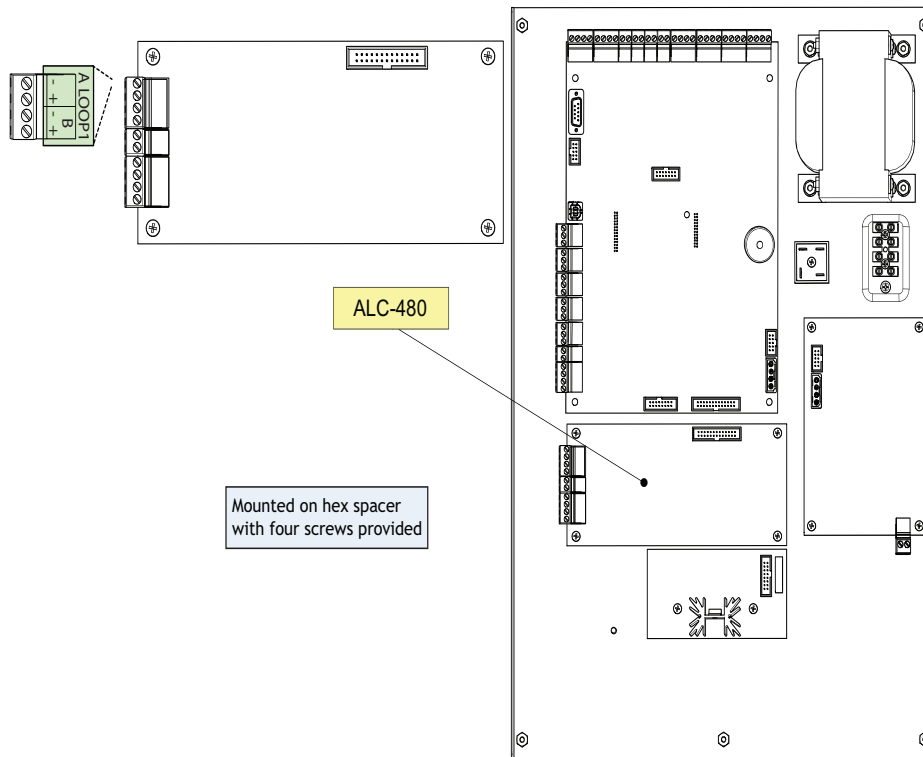 A LOOP1
B
- + - +
ALC-480
Mounted on hex spacer
with four screws provided